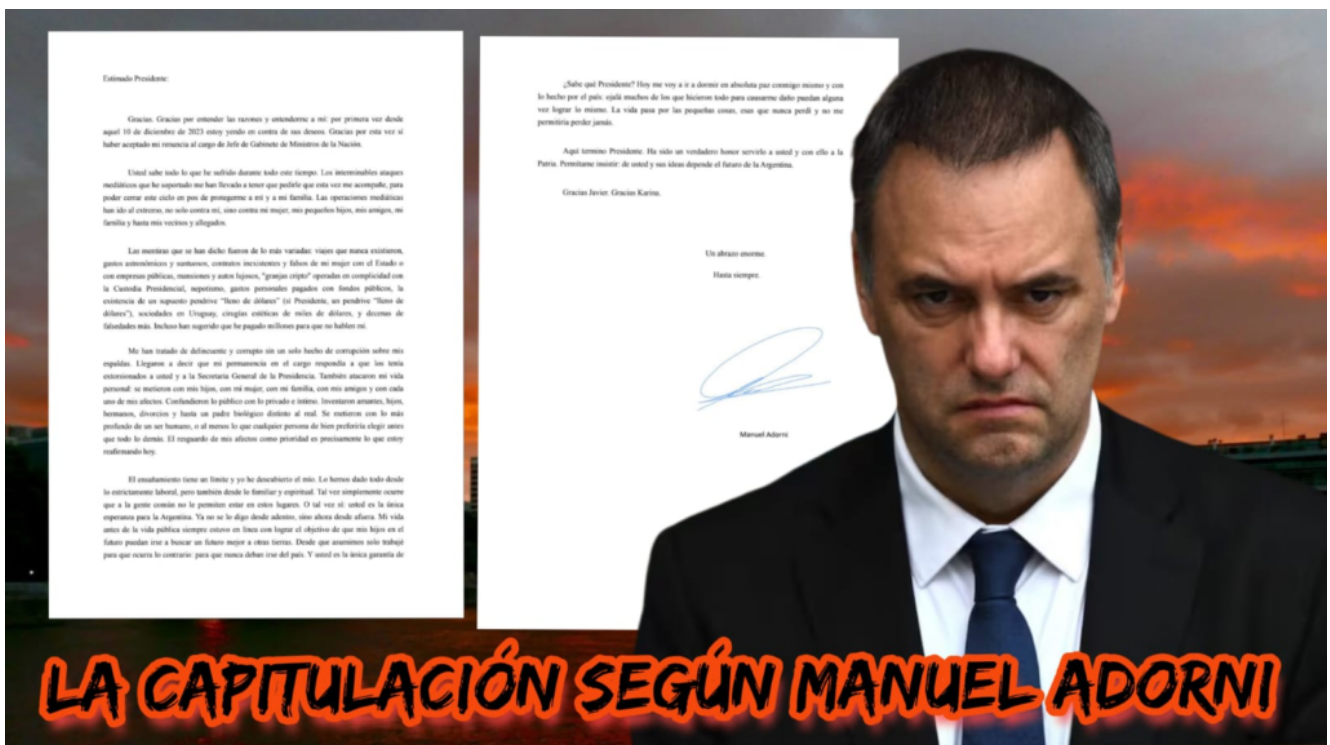 Estimado Presidente:
Gracias. Gracias por entender las razones y entenderme a mí: por primera vez desde
aquel 10 de diciembre de 2023 estoy yendo en contra de sus deseos. Gracias por esta vez sí
haber aceptado mi renuncia al cargo de Jefe de Gabinete de Ministros de la Nación.
Usted sabe todo lo que he sufrido durante todo este tiempo. Los interminables ataques
mediáticos que he soportado me han llevado a tener que pedirle que esta vez me acompañe, para
poder cerrar este ciclo en pos de protegerme a mí y a mi familia. Las operaciones mediáticas
han ido al extremo, no solo contra mí, sino contra mi mujer, mis pequeños hijos, mis amigos, mi
familia y hasta mis vecinos y allegados.
Las mentiras que se han dicho fueron de lo más variadas: viajes que nunca existieron,
gastos astronómicos y suntuosos, contratos inexistentes y falsos de mi mujer con el Estado o
con empresas públicas, mansiones y autos lujosos, "granjas cripto" operadas en complicidad con
la Custodia Presidencial, nepotismo, gastos personales pagados con fondos públicos, la
existencia de un supuesto pendrive "lleno de dólares" (sí Presidente, un pendrive "lleno de
dólares"), sociedades en Uruguay, cirugías estéticas de miles de dólares, y decenas de
falsedades más. Incluso han sugerido que he pagado millones para que no hablen mí.
Me han tratado de delincuente y corrupto sin un solo hecho de corrupción sobre mis
espaldas. Llegaron a decir que mi permanencia en el cargo respondía a que los tenía
extorsionados a usted y a la Secretaria General de la Presidencia. También atacaron mi vida
personal: se metieron con mis hijos, con mi mujer, con mi familia, con mis amigos y con cada
uno de mis afectos. Confundieron lo público con lo privado e íntimo. Inventaron amantes, hijos,
hermanos, divorcios y hasta un padre biológico distinto al real. Se metieron con lo más
profundo de un ser humano, o al menos lo que cualquier persona de bien preferiría elegir antes
que todo lo demás. El resguardo de mis afectos como prioridad es precisamente lo que estoy
reafirmando hoy.
El ensañamiento tiene un límite y yo he descubierto el mío. Lo hemos dado todo desde
lo estrictamente laboral, pero también desde lo familiar y espiritual. Tal vez simplemente ocurre
que a la gente común no le permiten estar en estos lugares. O tal vez sí: usted es la única
esperanza para la Argentina. Ya no se lo digo desde adentro, sino ahora desde afuera. Mi vida
antes de la vida pública siempre estuvo en línea con lograr el objetivo de que mis hijos en el
futuro puedan irse a buscar un futuro mejor a otras tierras. Desde que asumimos solo trabajé
para que ocurra lo contrario: para que nunca deban irse del país. Y usted es la única garantía de
¿Sabe qué Presidente? Hoy me voy a ir a dormir en absoluta paz conmigo mismo y con
lo hecho por el país: ojalá muchos de los que hicieron todo para causarme daño puedan alguna
vez lograr lo mismo. La vida pasa por las pequeñas cosas, esas que nunca perdí y no me
permitiría perder jamás.
Aquí termino Presidente. Ha sido un verdadero honor servirlo a usted y con ello a la
Patria. Permítame insistir: de usted y sus ideas depende el futuro de la Argentina.
Gracias Javier. Gracias Karina.
Un abrazo enorme.
Hasta siempre.
Manuel Adorni
LA CAPITULACIÓN SEGÚN MANUEL ADORNI